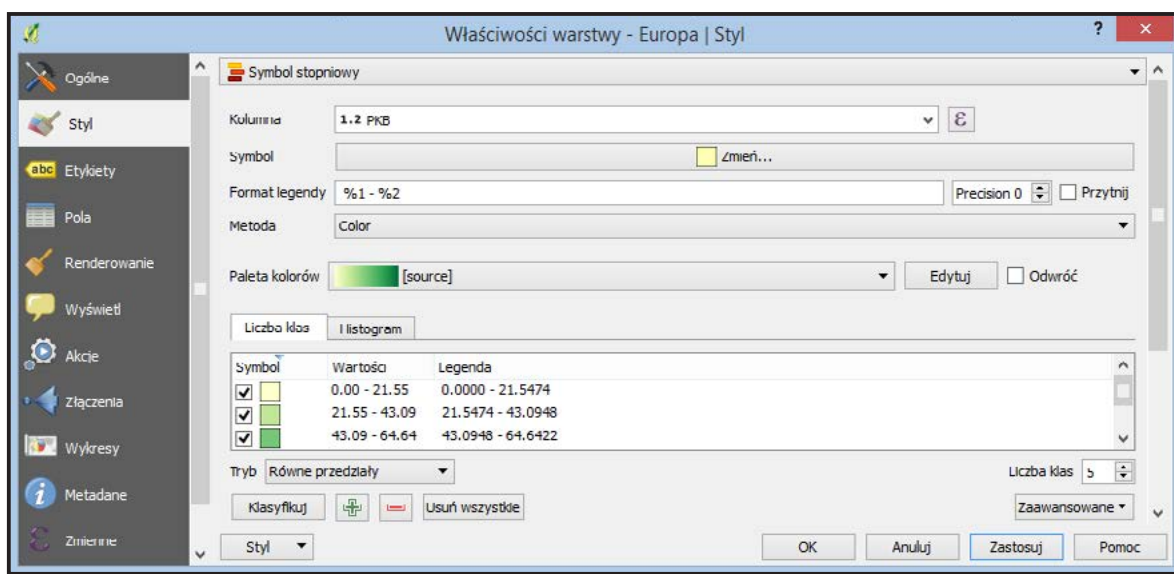 Właściwości warstwy - Europa | Styl
?
×
Ogólne
Styl
abc Etykiety
Pola
Renderowanie
Wyświetl
Akcje
Złączenia
Wykresy
Metadane
Zmienne
Symbol stopniowy
Kolumna 1.2 PKB ε
Symbol Zmień...
Format legendy %1 - %2 Precision 0 Przytnij
Metoda Color
Paleta kolorów [source] Edytuj Odwróć
Liczba klas Histogram
Symbol Wartości Legenda
0.00 - 21.55 0.0000 - 21.5474
21.55 - 43.09 21.5474 - 43.0948
43.09 - 64.64 43.0948 - 64.6422
Tryb Równe przedziały Liczba klas 5
Klasyfikuj Usuń wszystkie Zaawansowane
Styl OK Anuluj Zastosuj Pomoc